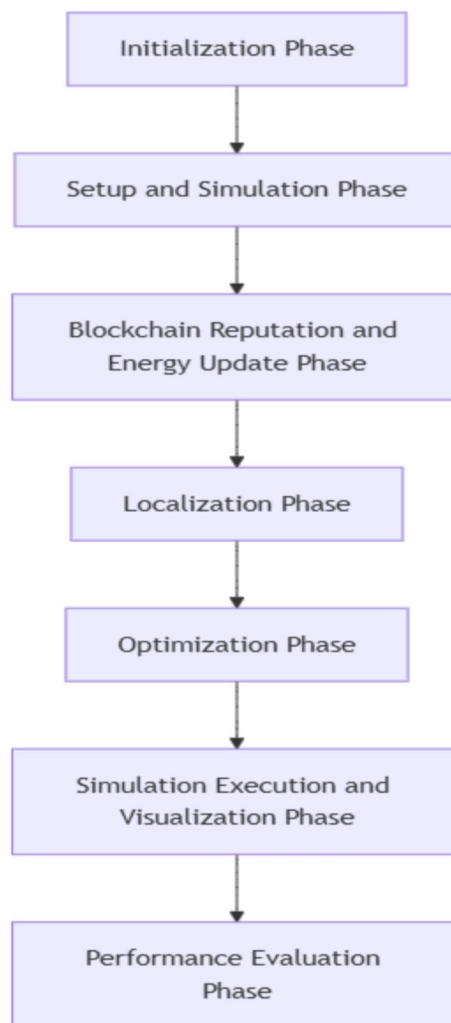 Initialization Phase
Setup and Simulation Phase
Blockchain Reputation and
Energy Update Phase
Localization Phase
Optimization Phase
Simulation Execution and
Visualization Phase
Performance Evaluation
Phase